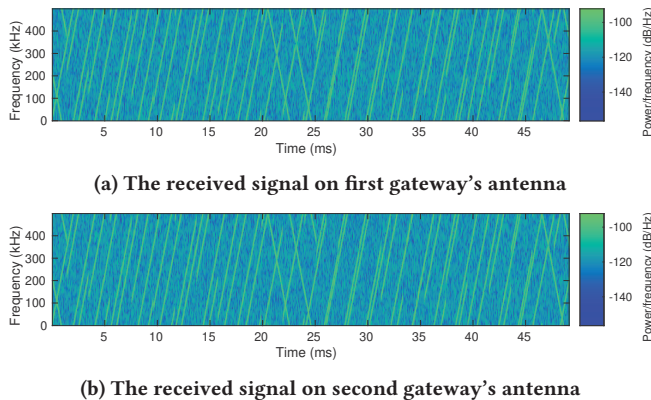 400
300
200
100
0
Frequency (kHz)
5 10 15 20 25 30 35 40 45
Time (ms)
-100
-120
-140
Power/frequency (dB/Hz)
(a) The received signal on first gateway's antenna
400
300
200
100
0
Frequency (kHz)
5 10 15 20 25 30 35 40 45
Time (ms)
-100
-120
-140
Power/frequency (dB/Hz)
(b) The received signal on second gateway's antenna